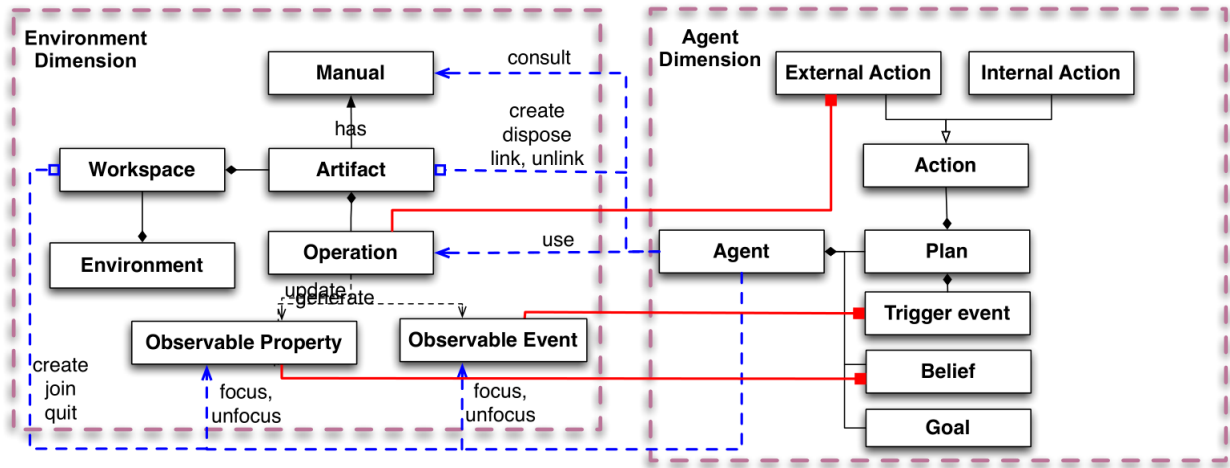 Environment
Dimension
Manual
consult
Agent
Dimension
External Action
Internal Action
has
create
dispose
link, unlink
Workspace
Artifact
Action
Operation
use
Agent
Plan
Environment
update
generate
Trigger event
Observable Property
Observable Event
Belief
create
join
quit
focus,
unfocus
focus,
unfocus
Goal